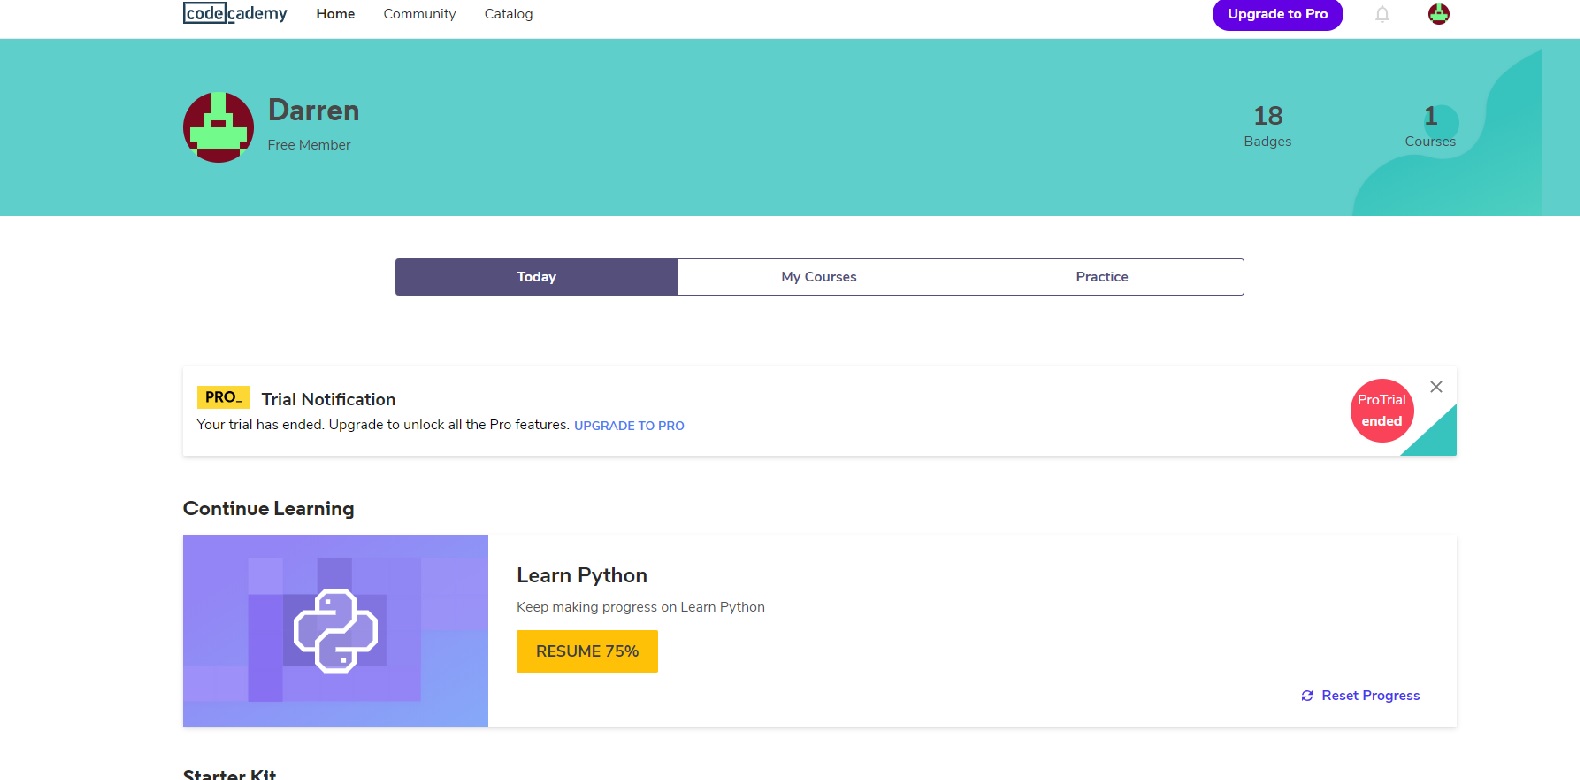 codecademy Home Community Catalog Upgrade to Pro
Darren
Free Member
18
Badges
1
Courses
Today My Courses Practice
PRO_ Trial Notification
Your trial has ended. Upgrade to unlock all the Pro features. UPGRADE TO PRO
ProTrial
ended
Continue Learning
Learn Python
Keep making progress on Learn Python
RESUME 75%
Reset Progress
Starter Kit